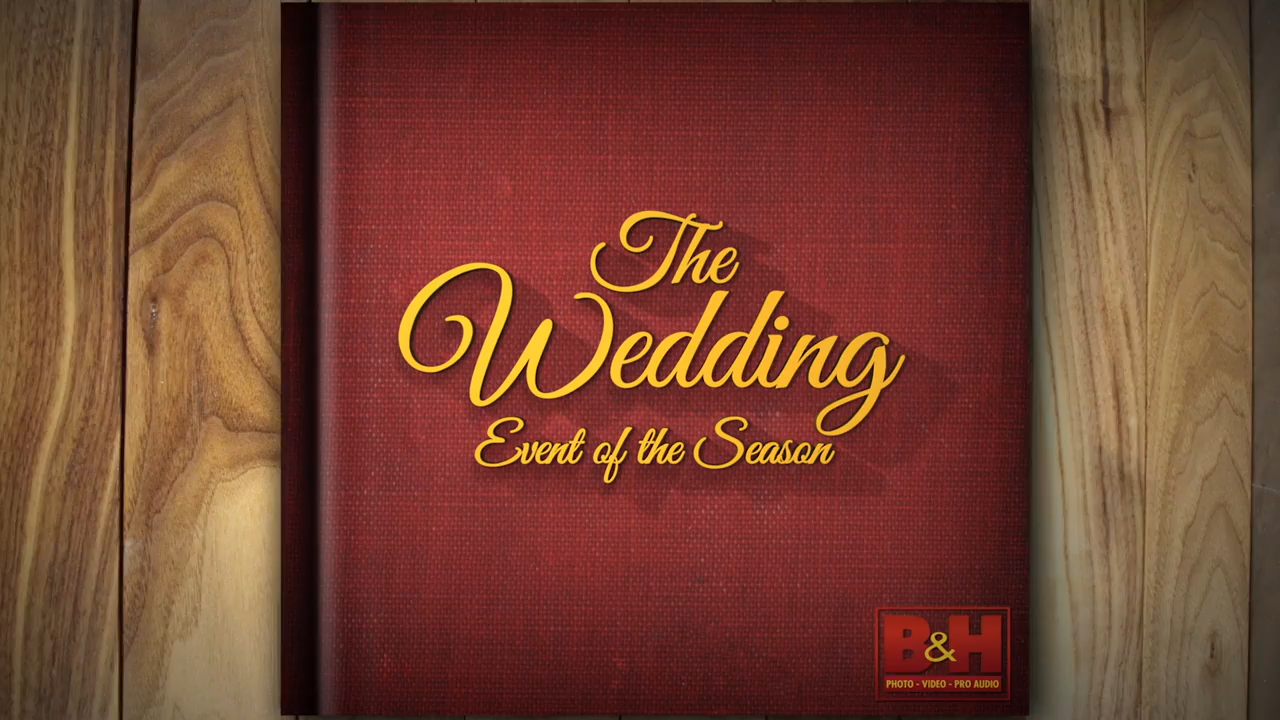 The
Wedding
Event of the Season
B&H
PHOTO - VIDEO - PRO AUDIO